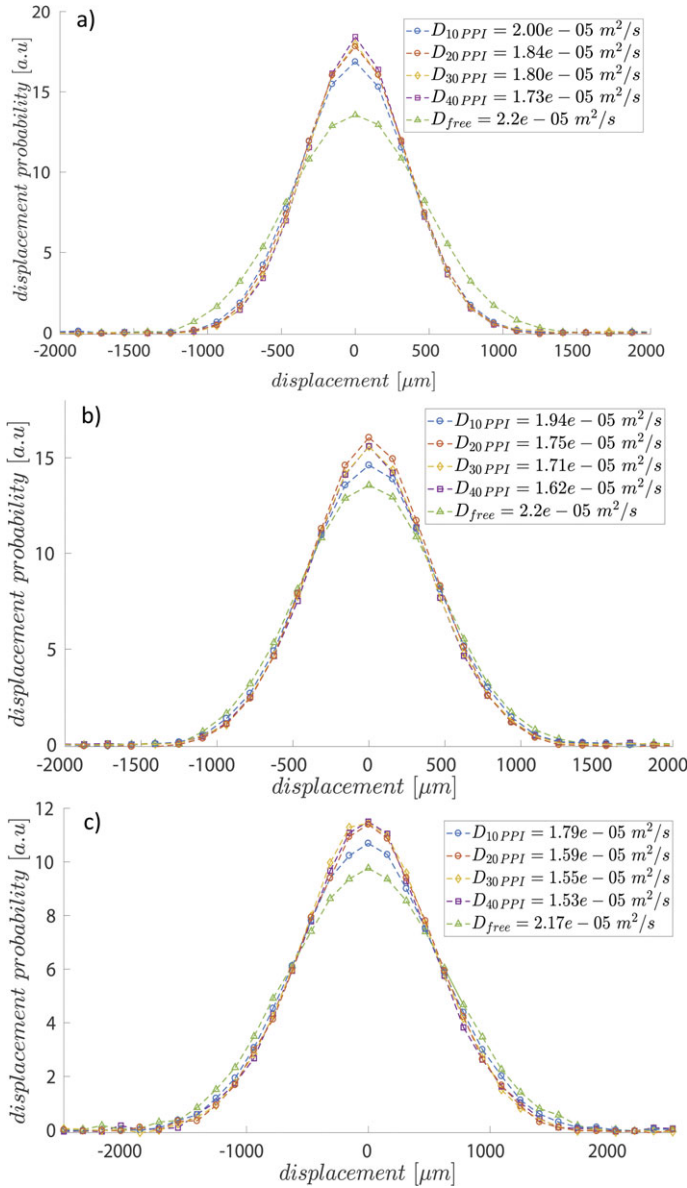 a)
D10 PPI = 2.00e − 05 m²/s
D20 PPI = 1.84e − 05 m²/s
D30 PPI = 1.80e − 05 m²/s
D40 PPI = 1.73e − 05 m²/s
Dfree = 2.2e − 05 m²/s
displacement probability [a.u]
20
15
10
5
0
-2000 -1500 -1000 -500 0 500 1000 1500 2000
displacement [μm]
b)
D10 PPI = 1.94e − 05 m²/s
D20 PPI = 1.75e − 05 m²/s
D30 PPI = 1.71e − 05 m²/s
D40 PPI = 1.62e − 05 m²/s
Dfree = 2.2e − 05 m²/s
displacement probability [a.u]
15
10
5
0
-2000 -1500 -1000 -500 0 500 1000 1500 2000
displacement [μm]
c)
D10 PPI = 1.79e − 05 m²/s
D20 PPI = 1.59e − 05 m²/s
D30 PPI = 1.55e − 05 m²/s
D40 PPI = 1.53e − 05 m²/s
Dfree = 2.17e − 05 m²/s
displacement probability [a.u]
12
10
8
6
4
2
0
-2000 -1000 0 1000 2000
displacement [μm]